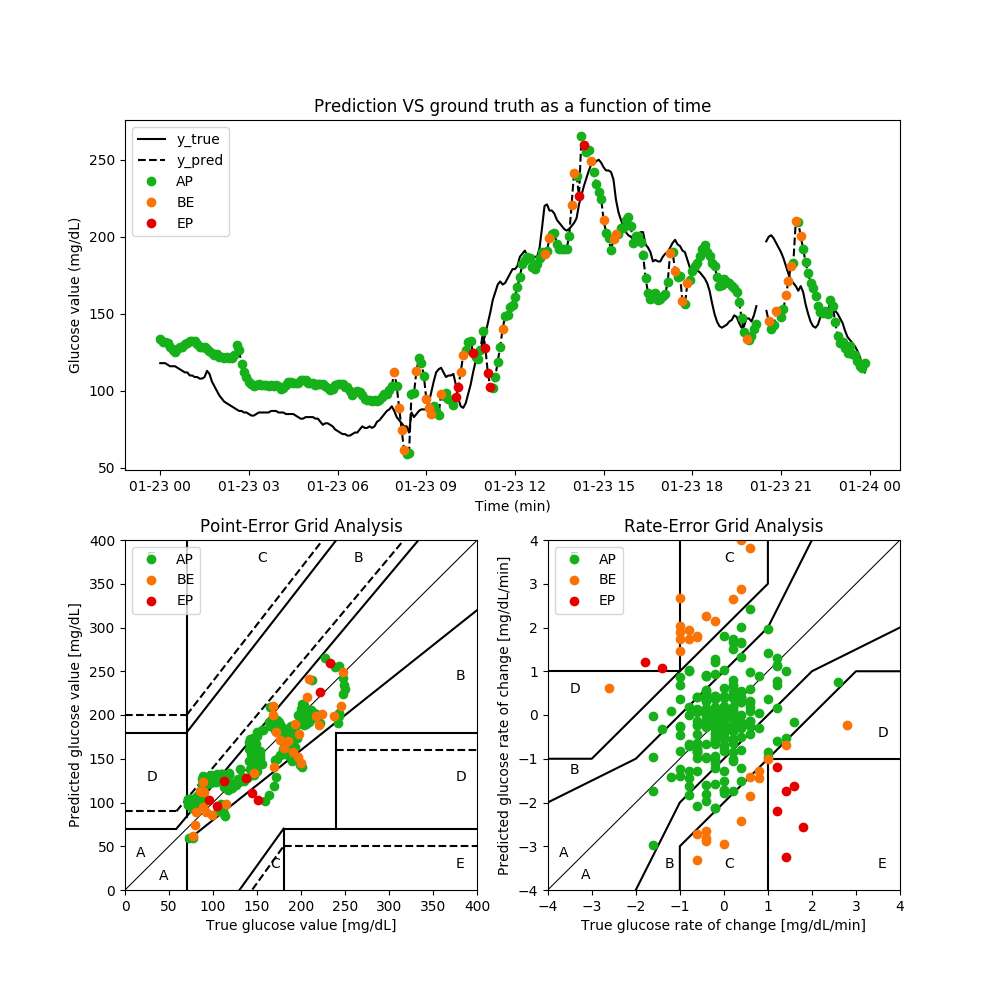 Prediction VS ground truth as a function of time
Glucose value (mg/dL)
250
200
150
100
50
y_true
y_pred
AP
BE
EP
01-23 00 01-23 03 01-23 06 01-23 09 01-23 12 01-23 15 01-23 18 01-23 21 01-24 00
Time (min)
Point-Error Grid Analysis
Predicted glucose value [mg/dL]
400
350
300
250
200
150
100
50
0
AP
BE
EP
C
B
B
D
D
A
A
C
E
0 50 100 150 200 250 300 350 400
True glucose value [mg/dL]
Rate-Error Grid Analysis
Predicted glucose rate of change [mg/dL/min]
4
3
2
1
0
−1
−2
−3
−4
AP
BE
EP
C
D
D
B
A
A
B
C
E
−4 −3 −2 −1 0 1 2 3 4
True glucose rate of change [mg/dL/min]